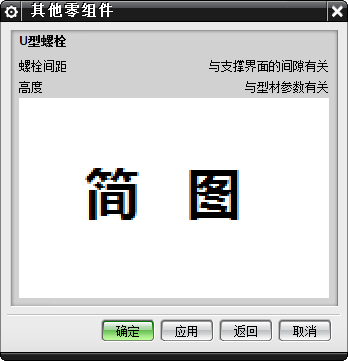 其他零组件
U型螺栓
螺栓间距 与支撑界面的间隙有关
高度 与型材参数有关
简 图
确定 应用 返回 取消